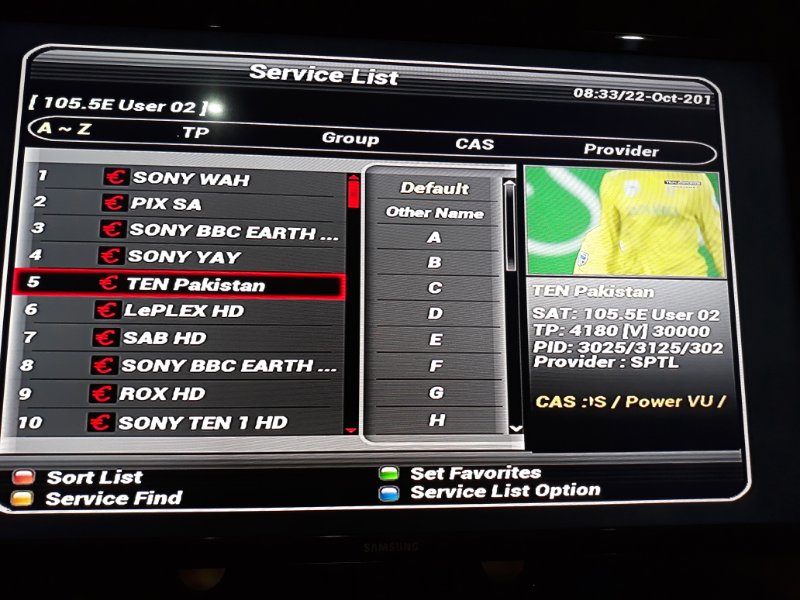 Service List
08:33/22-Oct-201
[ 105.5E User 02 ]
A ~ Z TP Group CAS Provider
1 € SONY WAH
2 € PIX SA
3 € SONY BBC EARTH ...
4 € SONY YAY
5 € TEN Pakistan
6 € LePLEX HD
7 € SAB HD
8 € SONY BBC EARTH ...
9 € ROX HD
10 € SONY TEN 1 HD
Default
Other Name
A
B
C
D
E
F
G
H
TEN Pakistan
SAT: 105.5E User 02
TP: 4180 [V] 30000
PID: 3025/3125/302
Provider : SPTL
CAS : S / Power VU /
Sort List
Set Favorites
Service Find
Service List Option
SAMSUNG